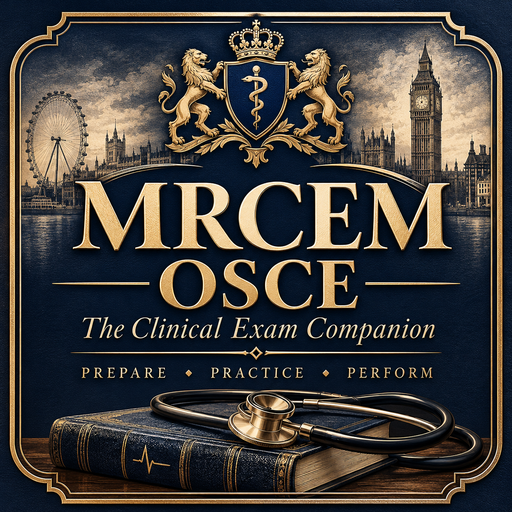 MRCEM
OSCE
The Clinical Exam Companion
PREPARE ◆ PRACTICE ◆ PERFORM